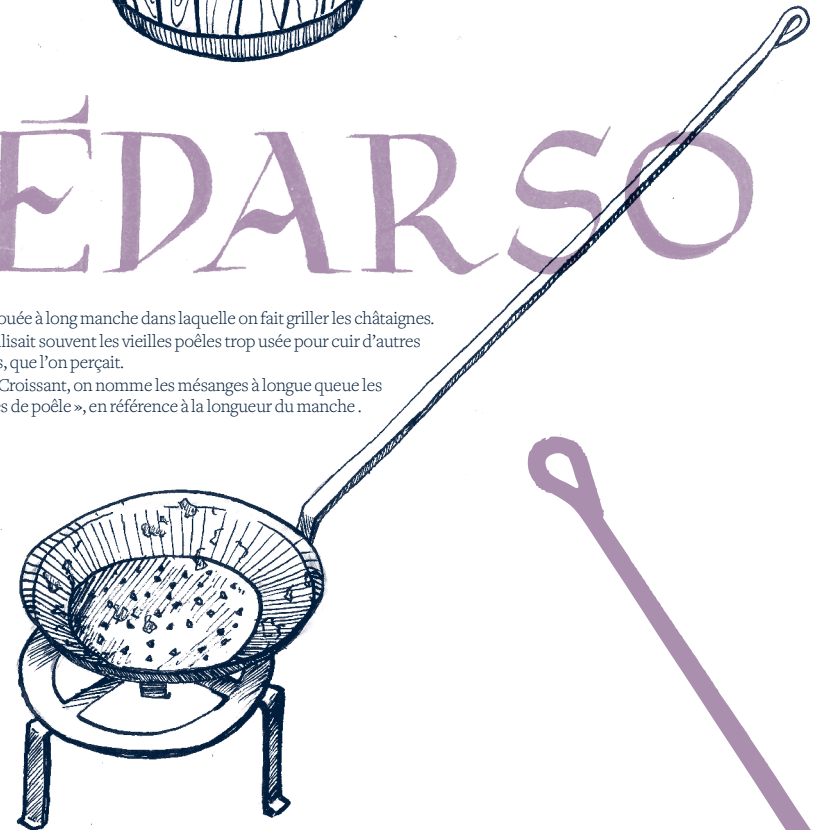 ÉDARSO
ouée à long manche dans laquelle on fait griller les châtaignes.
lisait souvent les vieilles poêles trop usée pour cuir d’autres
s, que l’on perçait.
Croissant, on nomme les mésanges à longue queue les
es de poêle », en référence à la longueur du manche .